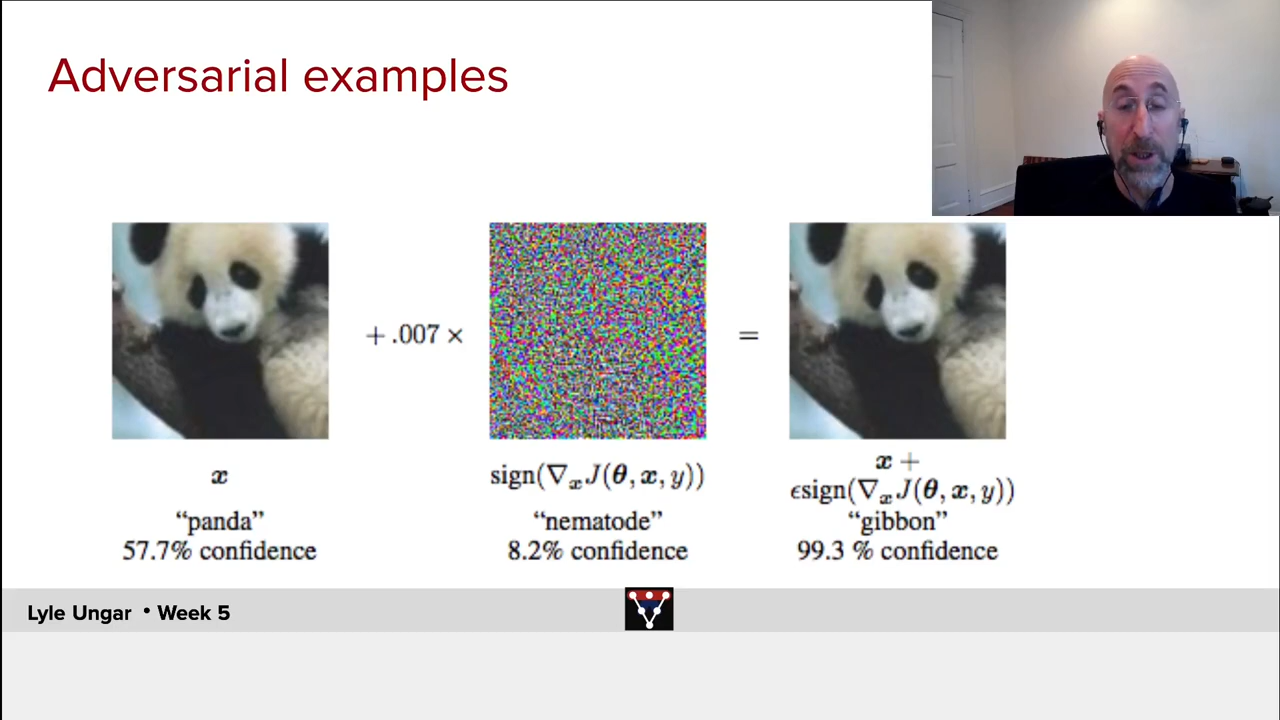 Adversarial examples
+ .007 ×
=
x
sign(∇ₓJ(θ, x, y))
x +
ϵsign(∇ₓJ(θ, x, y))
“panda”
“nematode”
“gibbon”
57.7% confidence
8.2% confidence
99.3 % confidence
Lyle Ungar • Week 5